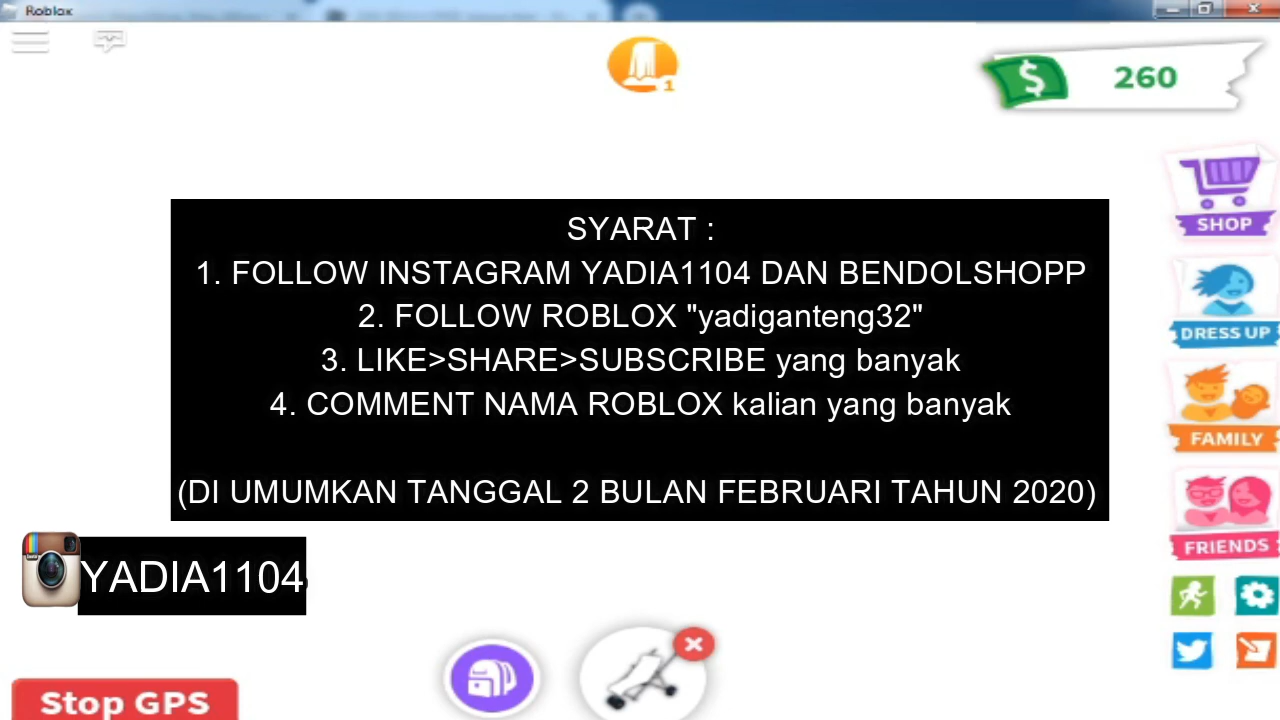 Roblox
1
260
SHOP
SYARAT :
1. FOLLOW INSTAGRAM YADIA1104 DAN BENDOLSHOPP
2. FOLLOW ROBLOX "yadiganteng32"
3. LIKE>SHARE>SUBSCRIBE yang banyak
4. COMMENT NAMA ROBLOX kalian yang banyak
(DI UMUMKAN TANGGAL 2 BULAN FEBRUARI TAHUN 2020)
DRESS UP
FAMILY
FRIENDS
YADIA1104
Stop GPS